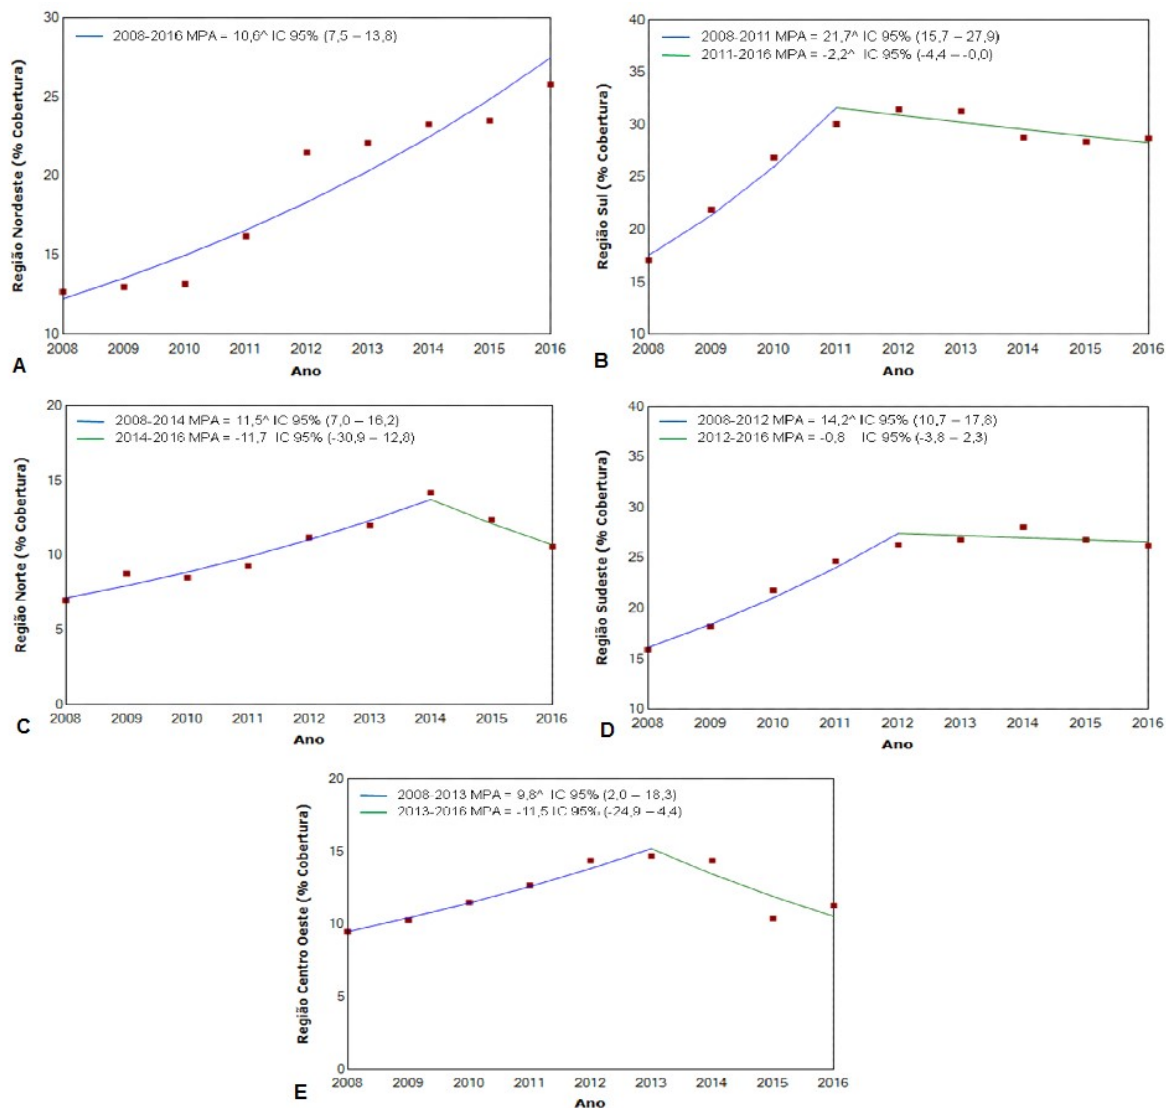 30
25
20
15
10
Região Nordeste (% Cobertura)
2008-2016 MPA = 10,6^ IC 95% (7,5 – 13,8)
2008 2009 2010 2011 2012 2013 2014 2015 2016
Ano
A
40
35
30
25
20
15
10
Região Sul (% Cobertura)
2008-2011 MPA = 21,7^ IC 95% (15,7 – 27,9)
2011-2016 MPA = -2,2^ IC 95% (-4,4 – -0,0)
2008 2009 2010 2011 2012 2013 2014 2015 2016
Ano
B
20
15
10
5
0
Região Norte (% Cobertura)
2008-2014 MPA = 11,5^ IC 95% (7,0 – 16,2)
2014-2016 MPA = -11,7 IC 95% (-30,9 – 12,8)
2008 2009 2010 2011 2012 2013 2014 2015 2016
Ano
C
40
35
30
25
20
15
10
Região Sudeste (% Cobertura)
2008-2012 MPA = 14,2^ IC 95% (10,7 – 17,8)
2012-2016 MPA = -0,8 IC 95% (-3,8 – 2,3)
2008 2009 2010 2011 2012 2013 2014 2015 2016
Ano
D
20
15
10
5
0
Região Centro Oeste (% Cobertura)
2008-2013 MPA = 9,8^ IC 95% (2,0 – 18,3)
2013-2016 MPA = -11,5 IC 95% (-24,9 – 4,4)
2008 2009 2010 2011 2012 2013 2014 2015 2016
Ano
E